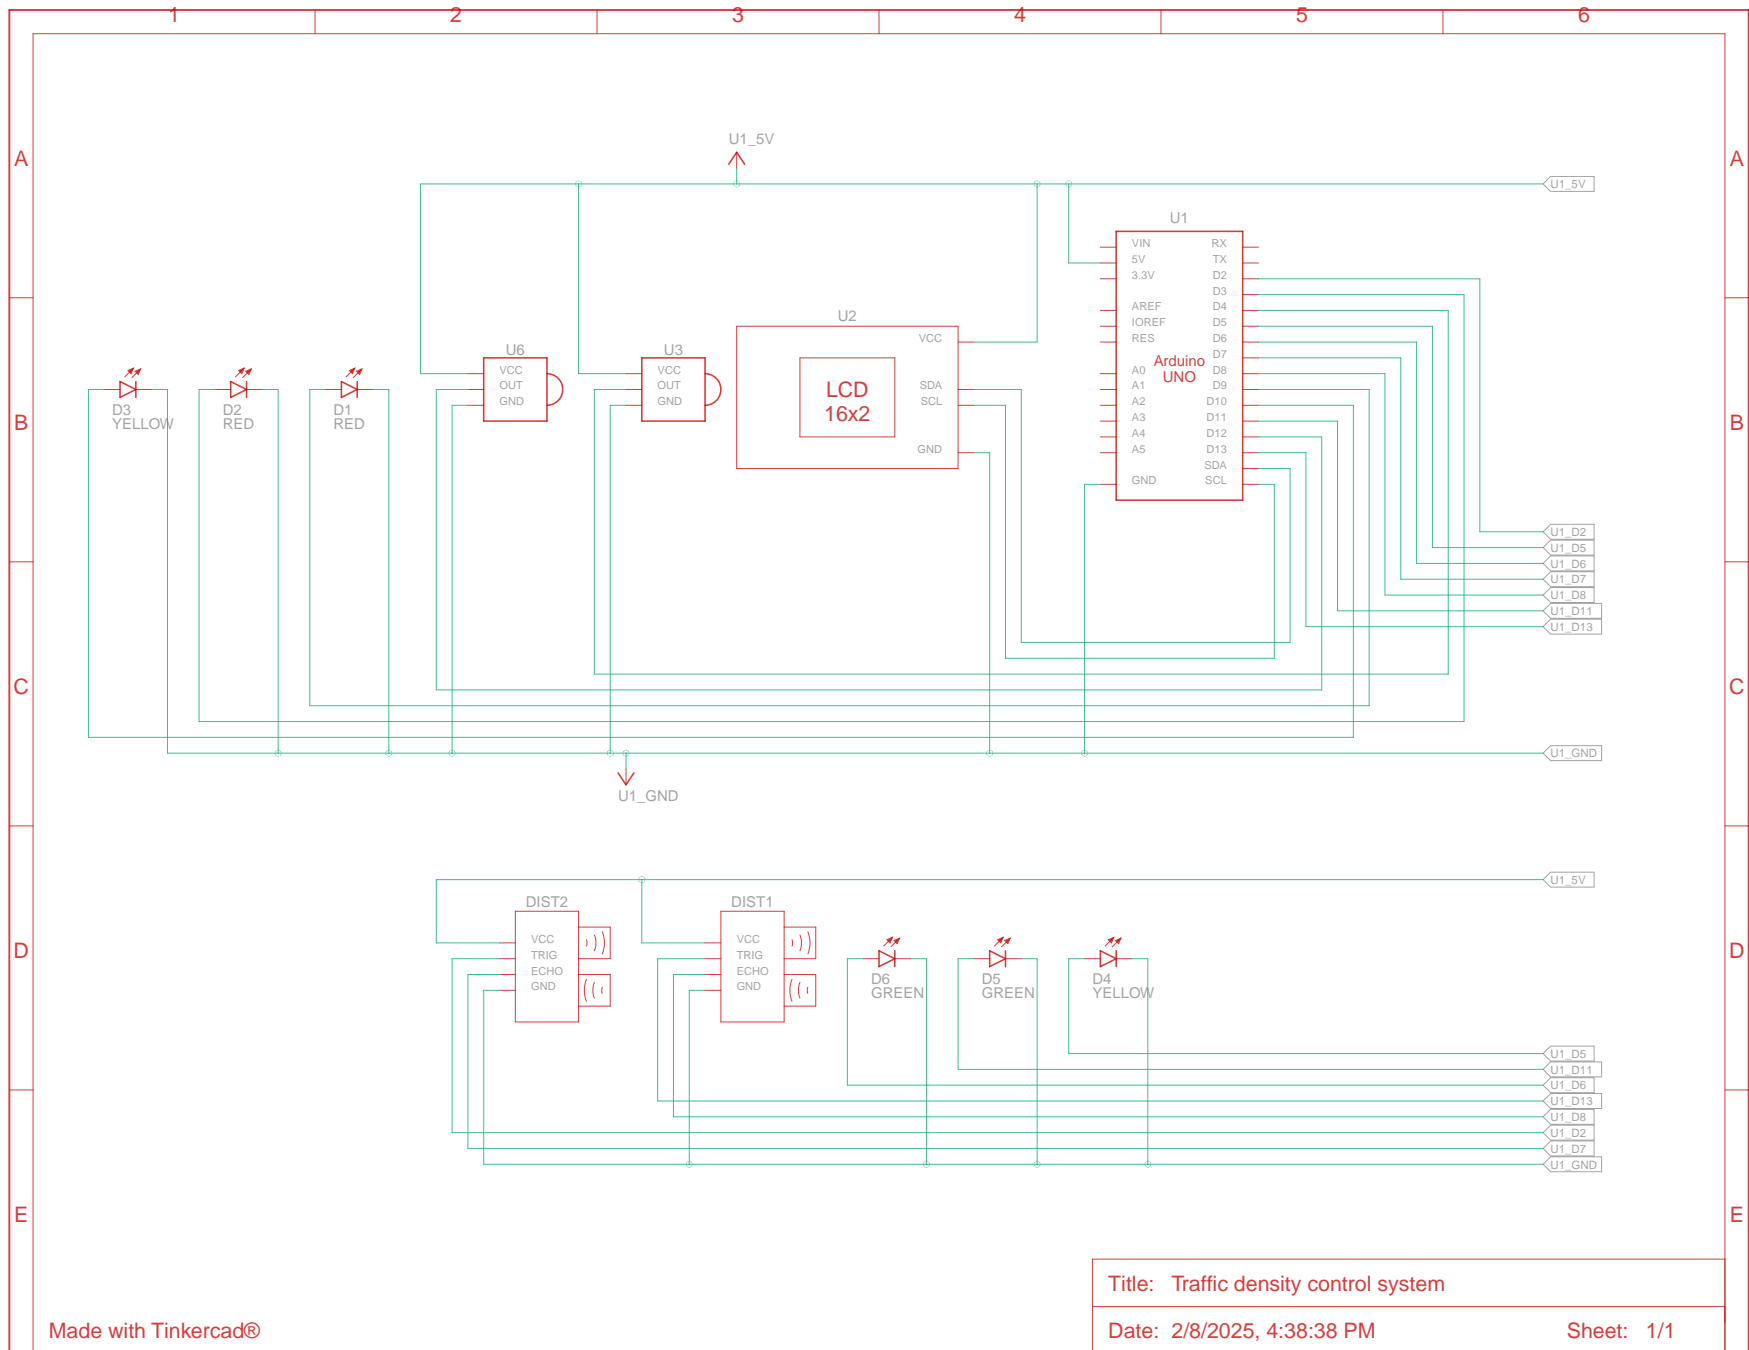 1 2 3 4 5 6
A A
U1_5V
U1_5V
U1
VIN RX
5V TX
3.3V D2
D3
AREF D4
IOREF D5
RES D6
D7
A0 D8
A1 D9
A2 D10
A3 D11
A4 D12
A5 D13
SDA
GND SCL
Arduino
UNO
U2
VCC
SDA
SCL
GND
LCD
16x2
U6
VCC
OUT
GND
U3
VCC
OUT
GND
D3
YELLOW
D2
RED
D1
RED
B B
U1_D2
U1_D5
U1_D6
U1_D7
U1_D8
U1_D11
U1_D13
C C
U1_GND
U1_GND
U1_5V
DIST2
VCC
TRIG
ECHO
GND
DIST1
VCC
TRIG
ECHO
GND
D6
GREEN
D5
GREEN
D4
YELLOW
D D
U1_D5
U1_D11
U1_D6
U1_D13
U1_D8
U1_D2
U1_D7
U1_GND
E E
Title: Traffic density control system
Made with Tinkercad®
Date: 2/8/2025, 4:38:38 PM Sheet: 1/1